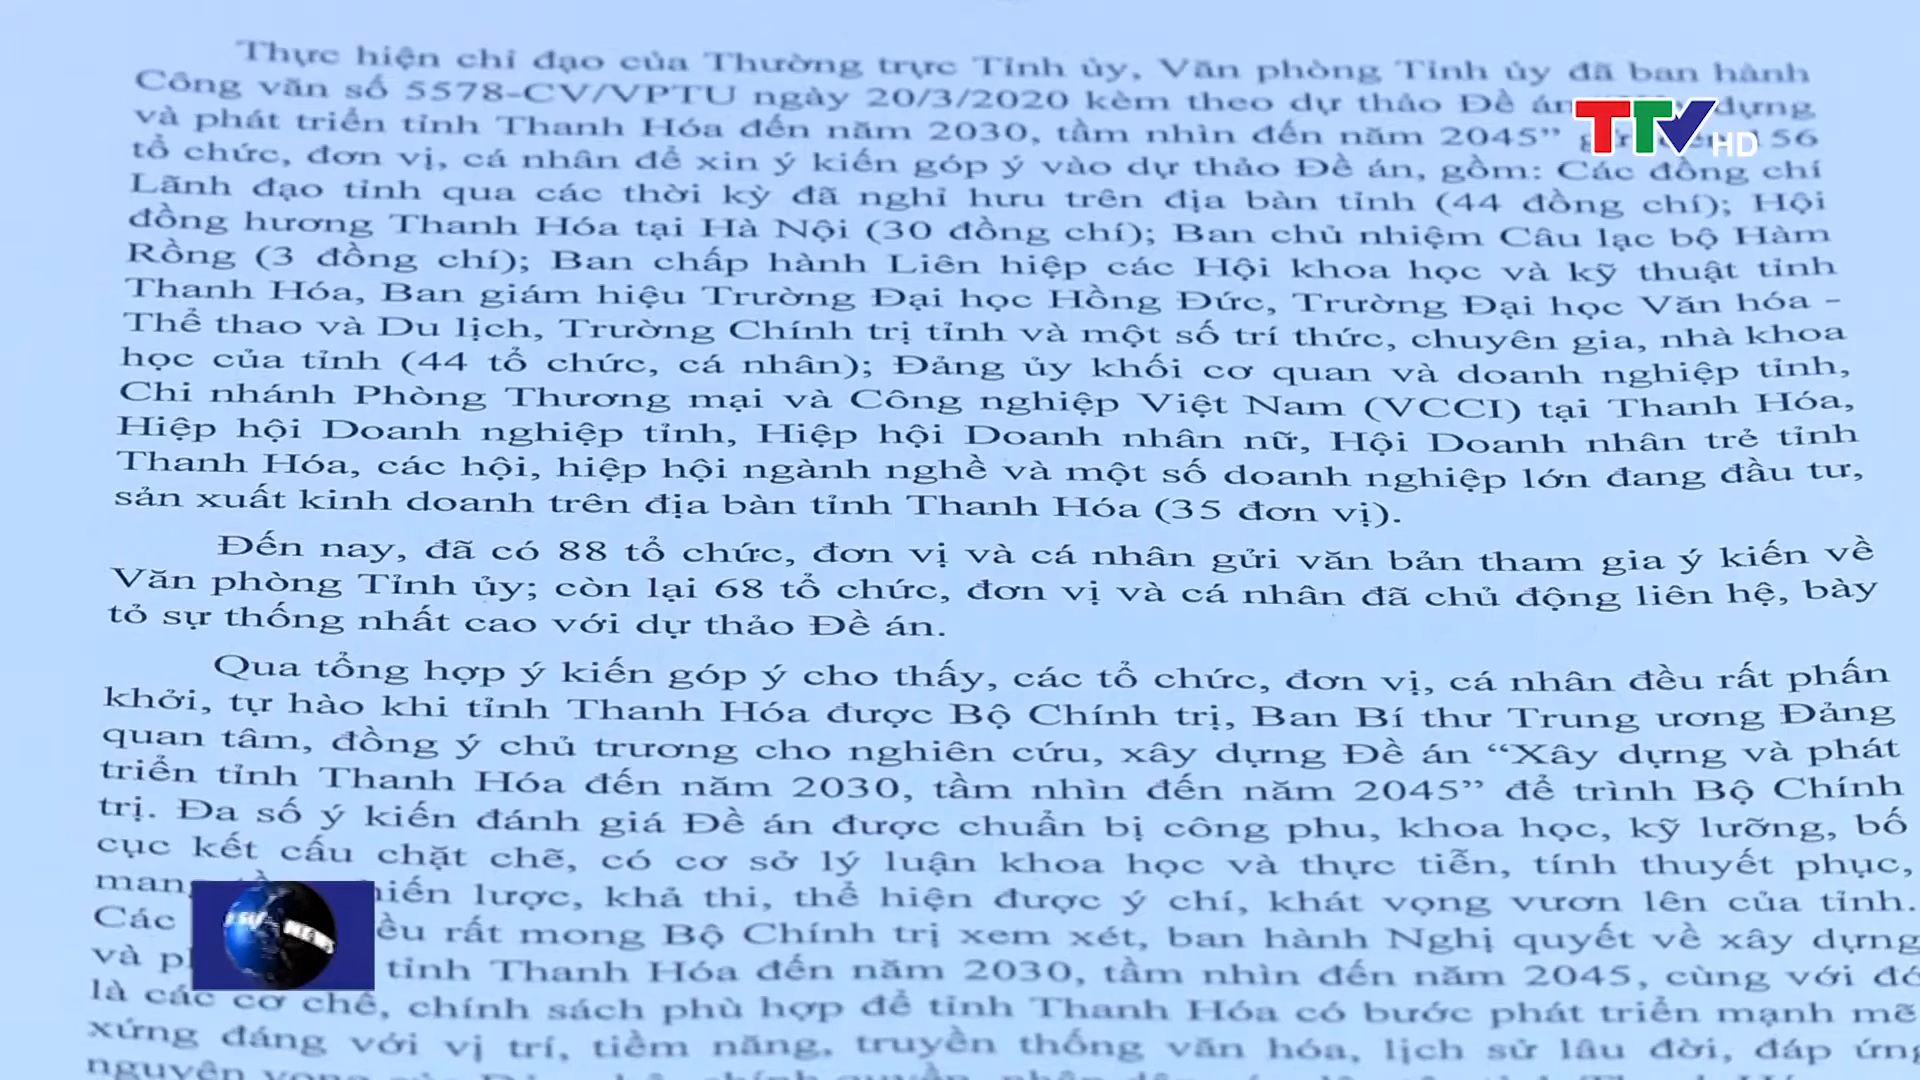 Thực hiện chỉ đạo của Thường trực Tỉnh ủy, Văn phòng Tỉnh ủy đã ban hành
Công văn số 5578-CV/VPTU ngày 20/3/2020 kèm theo dự thảo Đề án dựng
và phát triển tỉnh Thanh Hóa đến năm 2030, tầm nhìn đến năm 2045” 156
tổ chức, đơn vị, cá nhân để xin ý kiến góp ý vào dự thảo Đề án, gồm: Các đồng chí
Lãnh đạo tỉnh qua các thời kỳ đã nghỉ hưu trên địa bàn tỉnh (44 đồng chí); Hội
đồng hương Thanh Hóa tại Hà Nội (30 đồng chí); Ban chủ nhiệm Câu lạc bộ Hàm
Rồng (3 đồng chí); Ban chấp hành Liên hiệp các Hội khoa học và kỹ thuật tỉnh
Thanh Hóa, Ban giám hiệu Trường Đại học Hồng Đức, Trường Đại học Văn hóa -
Thể thao và Du lịch, Trường Chính trị tỉnh và một số trí thức, chuyên gia, nhà khoa
học của tỉnh (44 tổ chức, cá nhân); Đảng ủy khối cơ quan và doanh nghiệp tỉnh,
Chi nhánh Phòng Thương mại và Công nghiệp Việt Nam (VCCI) tại Thanh Hóa,
Hiệp hội Doanh nghiệp tỉnh, Hiệp hội Doanh nhân nữ, Hội Doanh nhân trẻ tỉnh
Thanh Hóa, các hội, hiệp hội ngành nghề và một số doanh nghiệp lớn đang đầu tư,
sản xuất kinh doanh trên địa bàn tỉnh Thanh Hóa (35 đơn vị).
Đến nay, đã có 88 tổ chức, đơn vị và cá nhân gửi văn bản tham gia ý kiến về
Văn phòng Tỉnh ủy; còn lại 68 tổ chức, đơn vị và cá nhân đã chủ động liên hệ, bày
tỏ sự thống nhất cao với dự thảo Đề án.
Qua tổng hợp ý kiến góp ý cho thấy, các tổ chức, đơn vị, cá nhân đều rất phấn
khởi, tự hào khi tỉnh Thanh Hóa được Bộ Chính trị, Ban Bí thư Trung ương Đảng
quan tâm, đồng ý chủ trương cho nghiên cứu, xây dựng Đề án “Xây dựng và phát
triển tỉnh Thanh Hóa đến năm 2030, tầm nhìn đến năm 2045” để trình Bộ Chính
trị. Đa số ý kiến đánh giá Đề án được chuẩn bị công phu, khoa học, kỹ lưỡng, bố
cục kết cấu chặt chẽ, có cơ sở lý luận khoa học và thực tiễn, tính thuyết phục,
lược, khả thi, thể hiện được ý chí, khát vọng vươn lên của tỉnh.
Các rất mong Bộ Chính trị xem xét, ban hành Nghị quyết về xây dựng
và tỉnh Thanh Hóa đến năm 2030, tầm nhìn đến năm 2045, cùng với đó
là các cơ chế, chính sách phù hợp để tỉnh Thanh Hóa có bước phát triển mạnh mẽ
xứng đáng với vị trí, tiềm năng, truyền thống văn hóa, lịch sử lâu đời, đáp ứng
TTV HD
NEWS